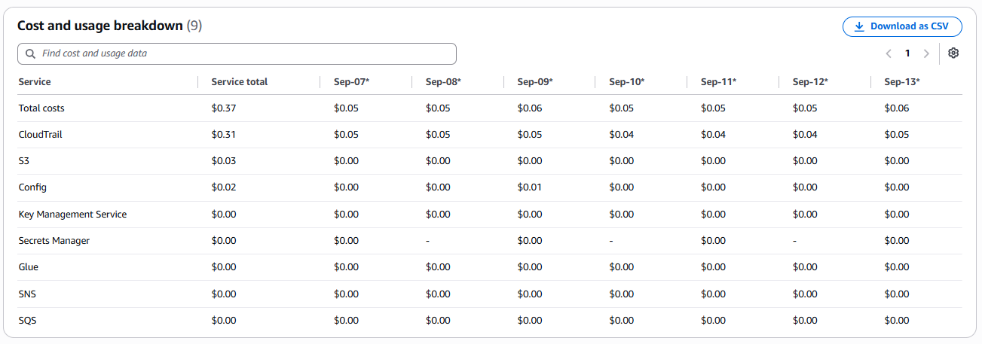 Cost and usage breakdown (9)
Download as CSV
Find cost and usage data
1
Service Service total Sep-07* Sep-08* Sep-09* Sep-10* Sep-11* Sep-12* Sep-13*
Total costs $0.37 $0.05 $0.05 $0.06 $0.05 $0.05 $0.05 $0.06
CloudTrail $0.31 $0.05 $0.05 $0.05 $0.04 $0.04 $0.04 $0.05
S3 $0.03 $0.00 $0.00 $0.00 $0.00 $0.00 $0.00 $0.00
Config $0.02 $0.00 $0.00 $0.01 $0.00 $0.00 $0.00 $0.00
Key Management Service $0.00 $0.00 $0.00 $0.00 $0.00 $0.00 $0.00 $0.00
Secrets Manager $0.00 $0.00 - $0.00 - $0.00 - $0.00
Glue $0.00 $0.00 $0.00 $0.00 $0.00 $0.00 $0.00 $0.00
SNS $0.00 $0.00 $0.00 $0.00 $0.00 $0.00 $0.00 $0.00
SQS $0.00 $0.00 $0.00 $0.00 $0.00 $0.00 $0.00 $0.00